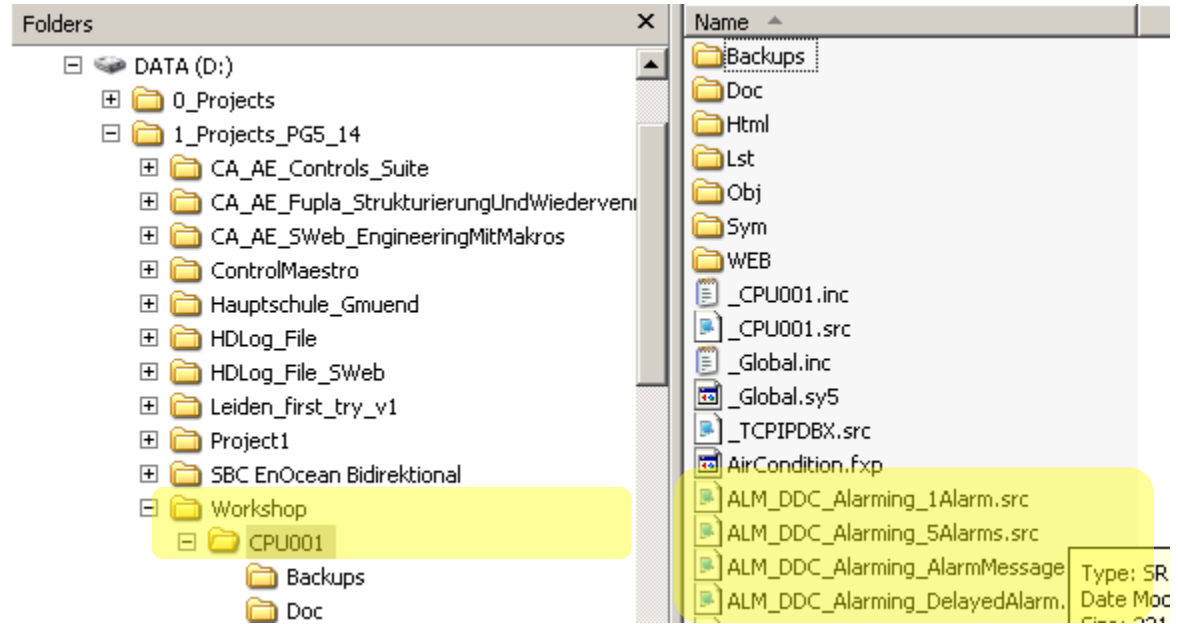 Folders
DATA (D:)
0_Projects
1_Projects_PG5_14
CA_AE_Controls_Suite
CA_AE_Fupla_StrukturierungUndWiederven
CA_AE_SWeb_EngineeringMitMakros
ControlMaestro
Hauptschule_Gmuend
HDLog_File
HDLog_File_SWeb
Leiden_first_try_v1
Project1
SBC EnOcean Bidirektional
Workshop
CPU001
Backups
Doc
Name
Backups
Doc
Html
Lst
Obj
Sym
WEB
_CPU001.inc
_CPU001.src
_Global.inc
_Global.sy5
_TCPIPDBX.src
AirCondition.fxp
ALM_DDC_Alarming_1Alarm.src
ALM_DDC_Alarming_5Alarms.src
ALM_DDC_Alarming_AlarmMessage
ALM_DDC_Alarming_DelayedAlarm.
Type: SR
Date Moc